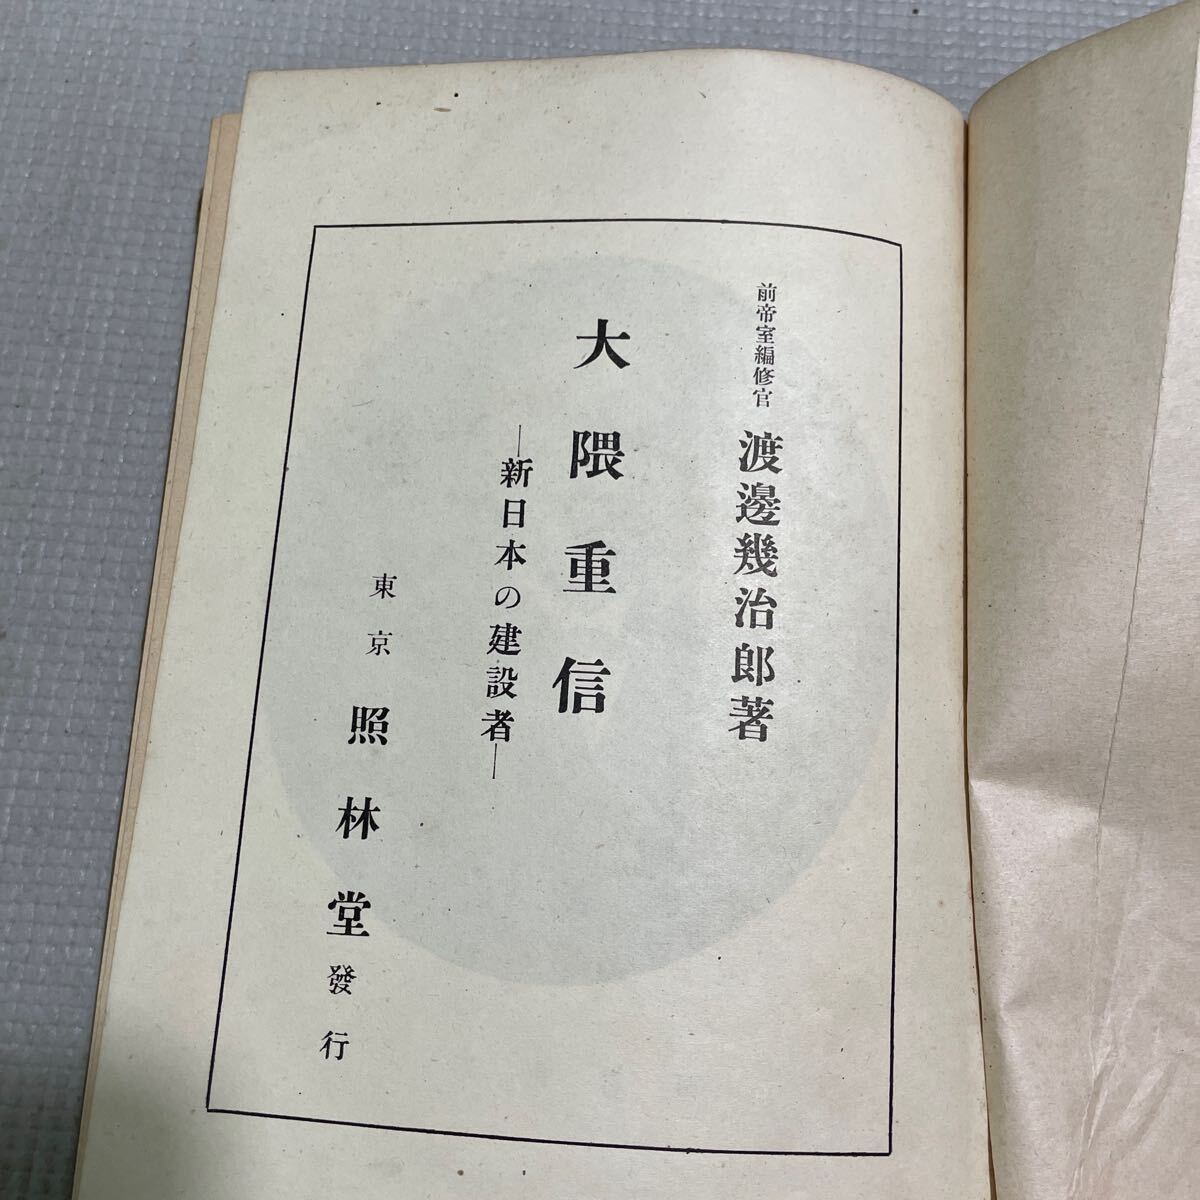 前帝室編修官 渡邊幾治郎著
大隈重信
―新日本の建設者―
東京 照林堂發行